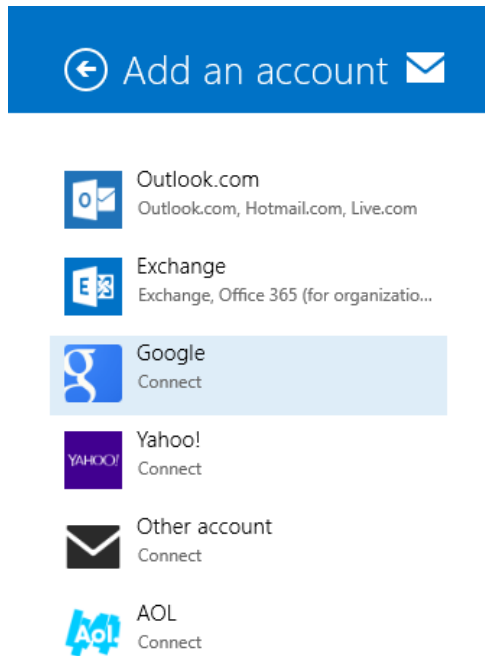 Add an account
Outlook.com
Outlook.com, Hotmail.com, Live.com
Exchange
Exchange, Office 365 (for organizatio...
Google
Connect
YAHOO!
Yahoo!
Connect
Other account
Connect
Aol.
AOL
Connect